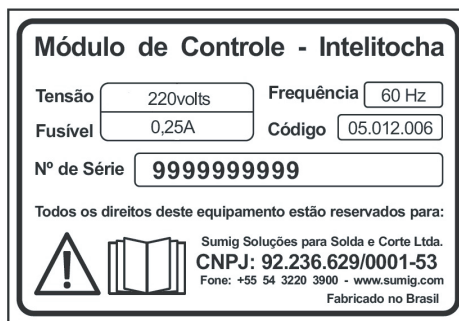 Módulo de Controle - Intelitocha
Tensão 220volts Frequência 60 Hz
Fusível 0,25A Código 05.012.006
Nº de Série 9999999999
Todos os direitos deste equipamento estão reservados para:
Sumig Soluções para Solda e Corte Ltda.
CNPJ: 92.236.629/0001-53
Fone: +55 54 3220 3900 - www.sumig.com
Fabricado no Brasil